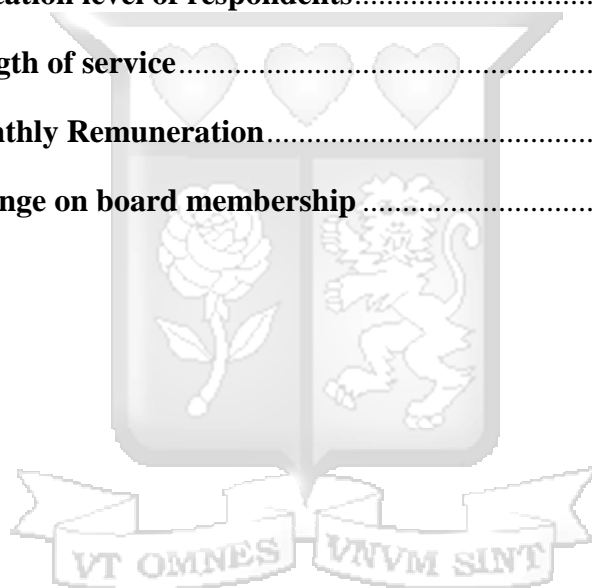 cation level of respondents..............................................
gth of service..............................................................................
nthly Remuneration..............................................................
nge on board membership..............................................
VT OMNES VNVM SINT